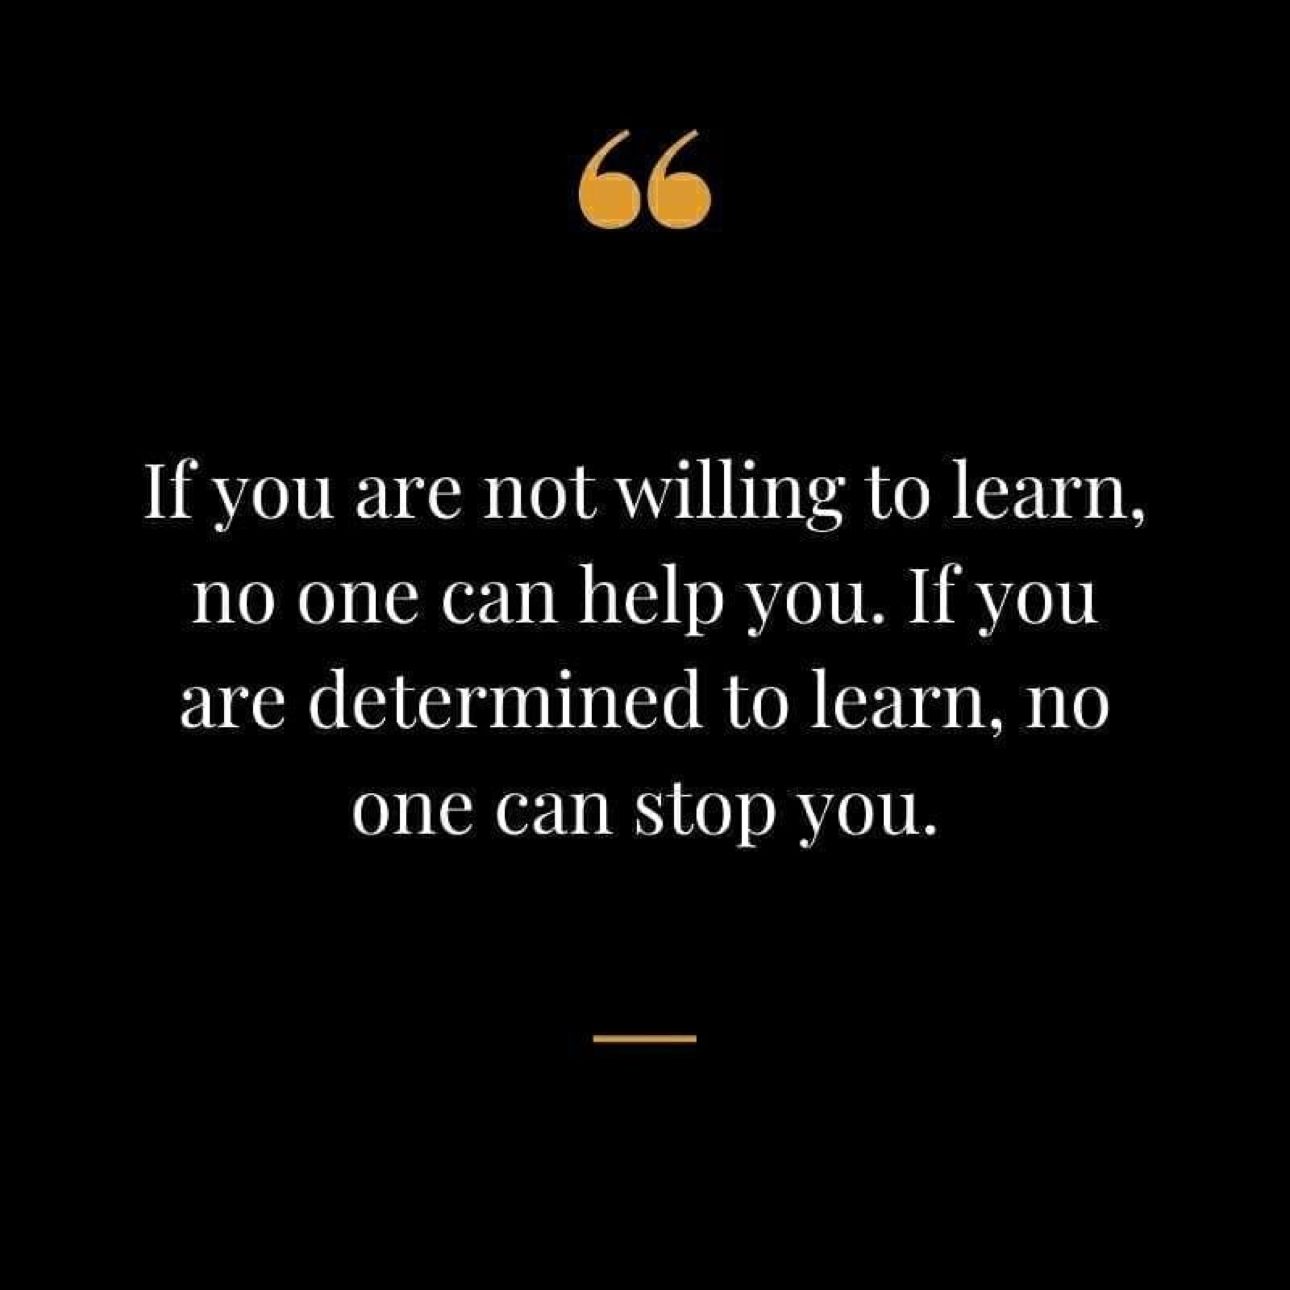 “
If you are not willing to learn,
no one can help you. If you
are determined to learn, no
one can stop you.